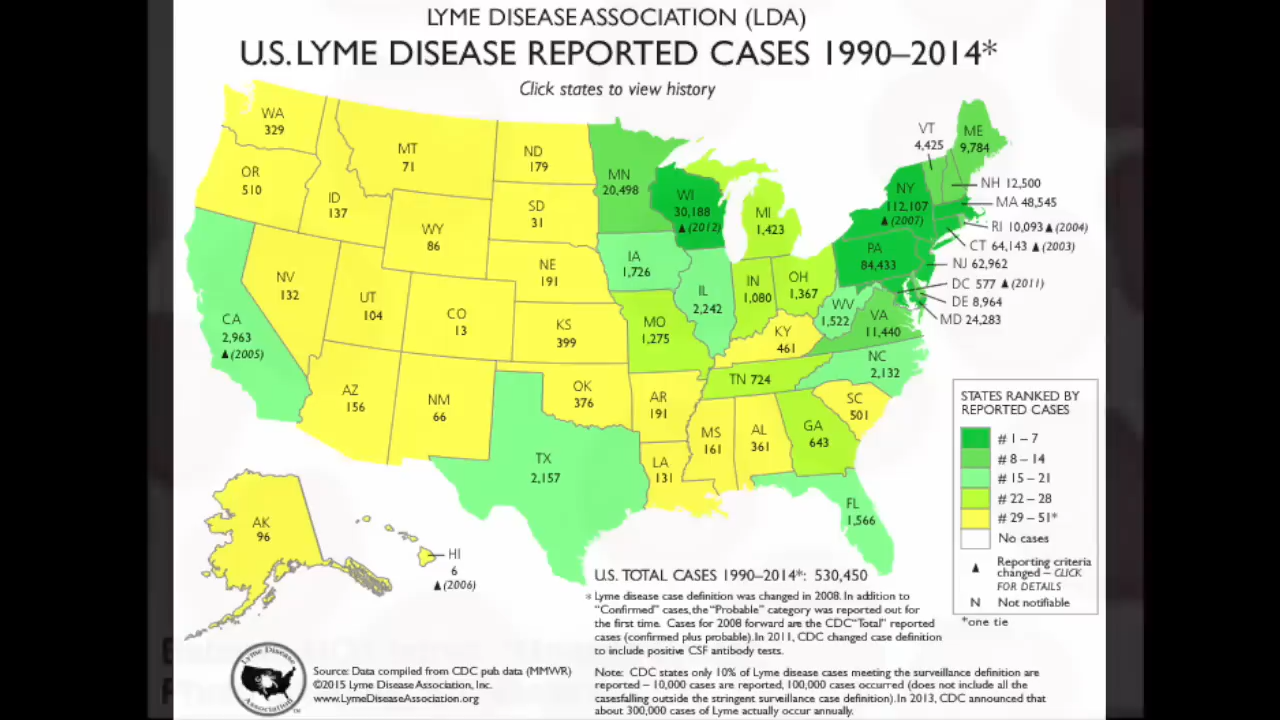 LYME DISEASE ASSOCIATION (LDA)
U.S. LYME DISEASE REPORTED CASES 1990–2014*
Click states to view history
WA
329
OR
510
CA
2,963
▲(2005)
NV
132
ID
137
MT
71
WY
86
UT
104
CO
13
AZ
156
NM
66
ND
179
SD
31
NE
191
KS
399
OK
376
TX
2,157
MN
20,498
IA
1,726
MO
1,275
AR
191
LA
131
WI
30,188
▲(2012)
IL
2,242
MI
1,423
IN
1,080
OH
1,367
KY
461
TN 724
MS
161
AL
361
GA
643
FL
1,566
SC
501
NC
2,132
VA
11,440
WV
1,522
PA
84,433
NY
112,107
▲(2007)
VT
4,425
ME
9,784
NH 12,500
MA 48,545
RI 10,093▲(2004)
CT 64,143 ▲(2003)
NJ 62,962
DC 577 ▲(2011)
DE 8,964
MD 24,283
AK
96
HI
6
▲(2006)
STATES RANKED BY
REPORTED CASES
# 1 – 7
# 8 – 14
# 15 – 21
# 22 – 28
# 29 – 51*
No cases
▲ Reporting criteria
changed – CLICK
FOR DETAILS
N Not notifiable
*one tie
U.S. TOTAL CASES 1990–2014*: 530,450
* Lyme disease case definition was changed in 2008. In addition to
"Confirmed" cases, the "Probable" category was reported out for
the first time. Cases for 2008 forward are the CDC "Total" reported
cases (confirmed plus probable). In 2011, CDC changed case definition
to include positive CSF antibody tests.
Note: CDC states only 10% of Lyme disease cases meeting the surveillance definition are
reported – 10,000 cases are reported, 100,000 cases occurred (does not include all the
casesfalling outside the stringent surveillance case definition). In 2013, CDC announced that
about 300,000 cases of Lyme actually occur annually.
Lyme Disease
Association
Source: Data compiled from CDC pub data (MMWR)
©2015 Lyme Disease Association, Inc.
www.LymeDiseaseAssociation.org